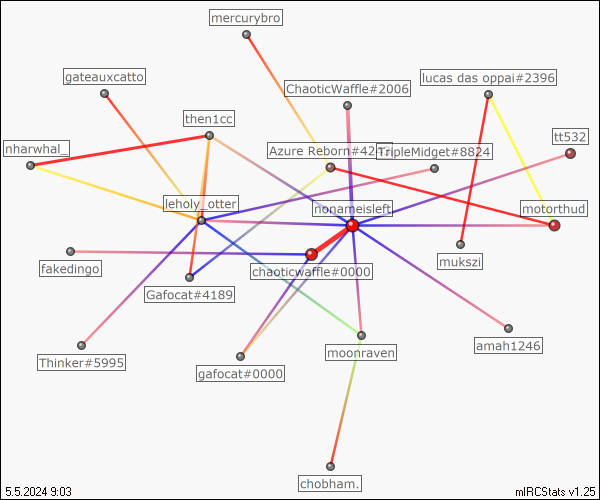 mercurybro
gateauxcatto
ChaoticWaffle#2006
lucas das oppai#2396
then1cc
tt532
nharwhal_
Azure Reborn#42
TripleMidget#8824
leholy_otter
nonameisleft
motorthud
fakedingo
chaoticwaffle#0000
mukszi
Gafocat#4189
Thinker#5995
gafocat#0000
moonraven
amah1246
chobham.
5.5.2024 9:03
mIRCStats v1.25